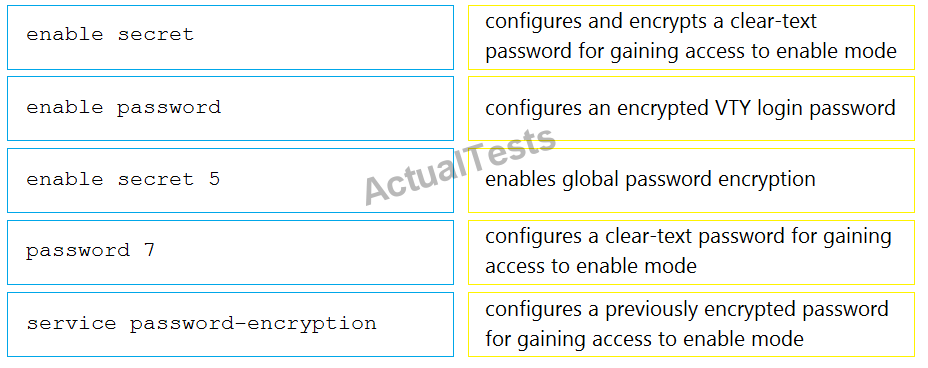 enable secret
configures and encrypts a clear-text
password for gaining access to enable mode
enable password
configures an encrypted VTY login password
ActualTests
enable secret 5
enables global password encryption
password 7
configures a clear-text password for gaining
access to enable mode
service password-encryption
configures a previously encrypted password
for gaining access to enable mode